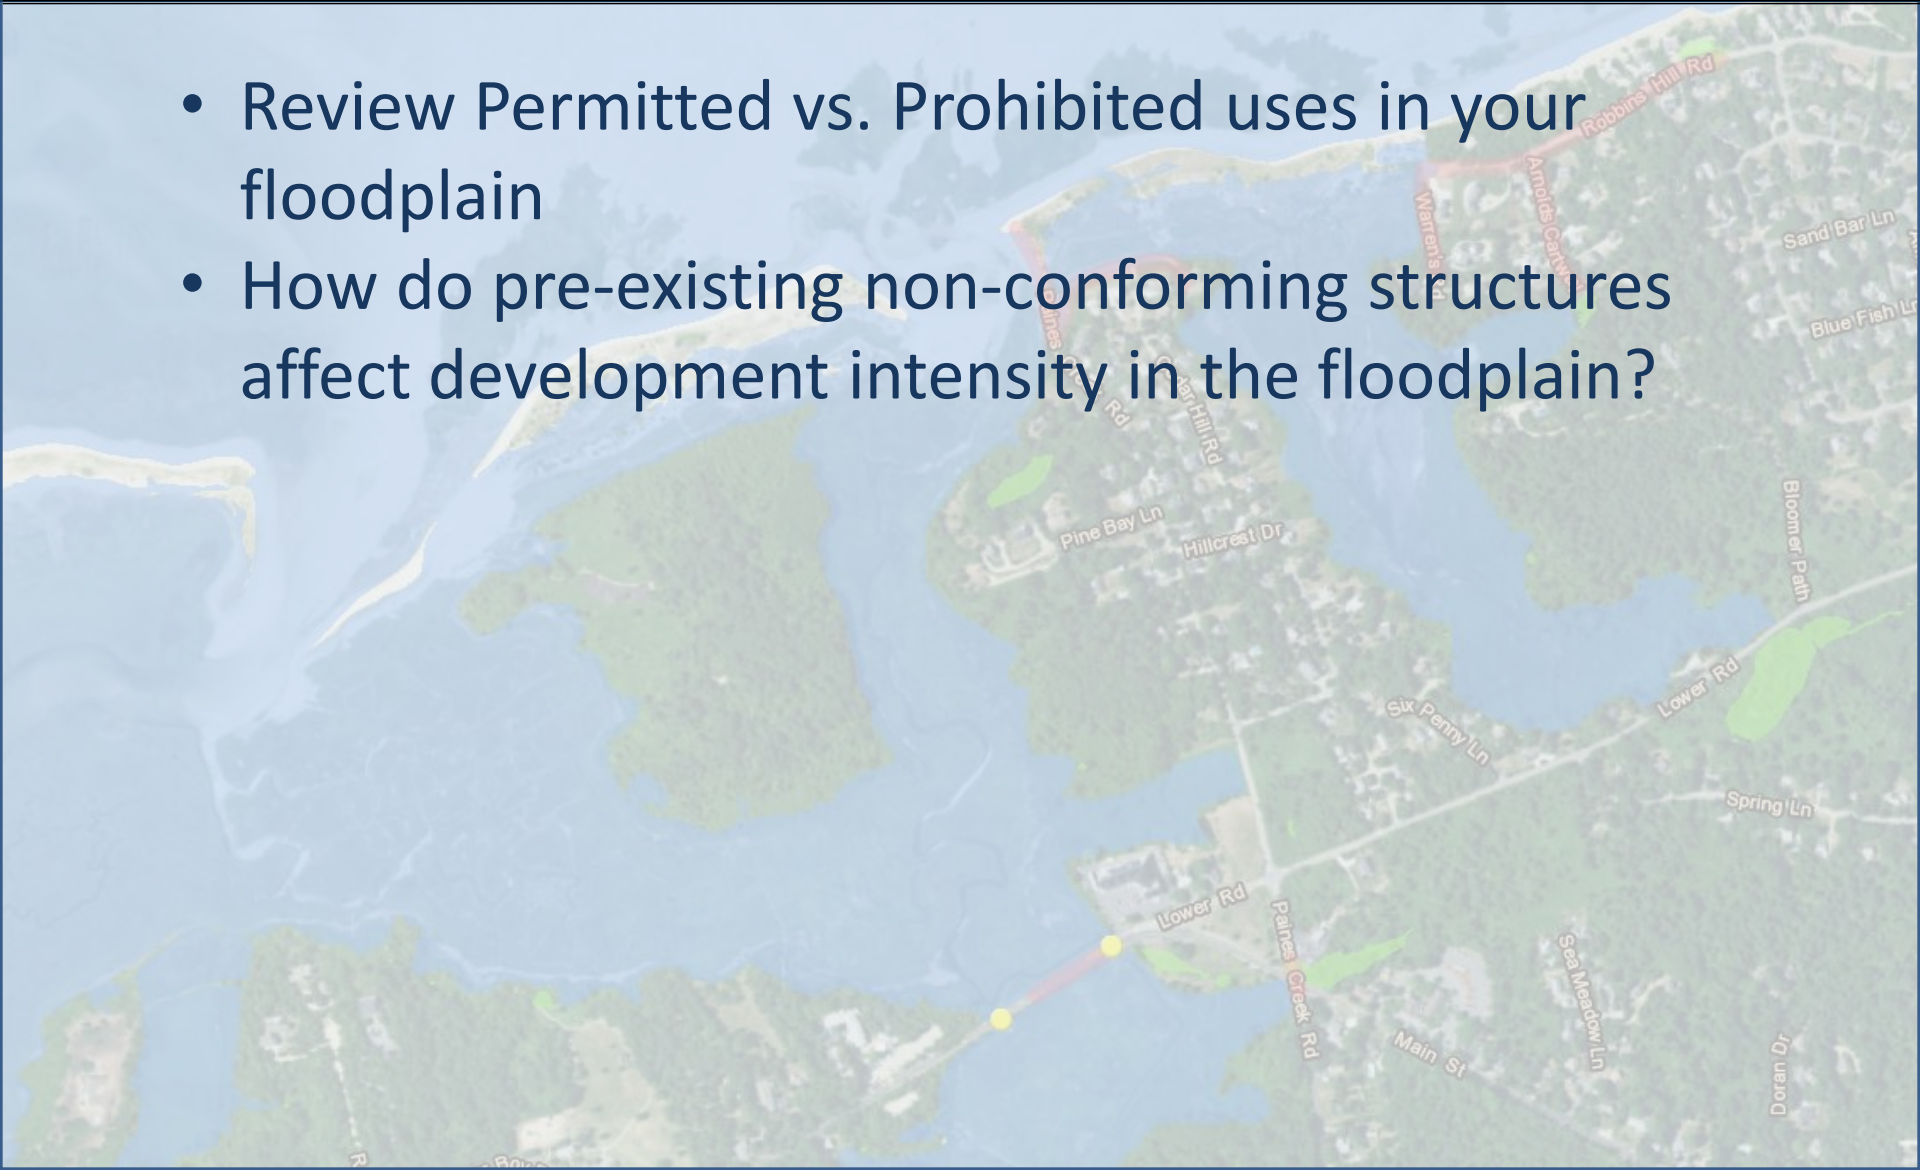 • Review Permitted vs. Prohibited uses in your
floodplain
• How do pre-existing non-conforming structures
affect development intensity in the floodplain?
Robbins Hill Rd
Arnolds Cartway
Sand Bar Ln
Blue Fish Ln
Pine Bay Ln
Hillcrest Dr
Bloomer Path
Lower Rd
Six Penny Ln
Spring Ln
Lower Rd
Paines Creek Rd
Sea Meadow Ln
Main St
Doran Dr